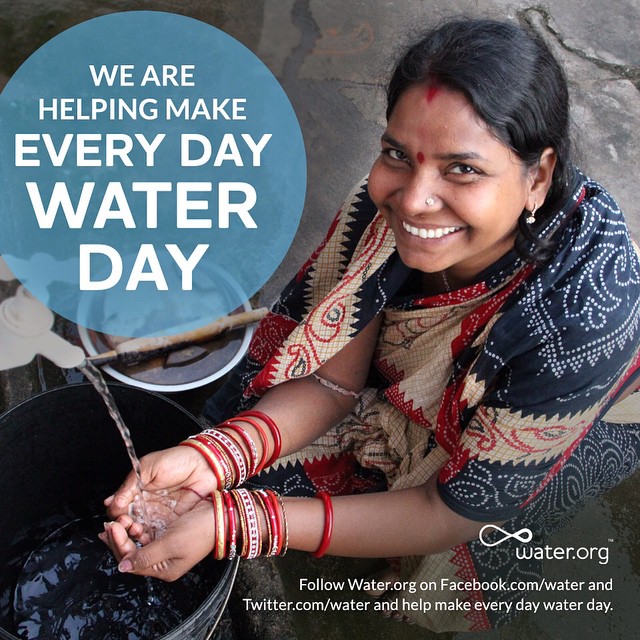 WE ARE
HELPING MAKE
EVERY DAY
WATER
DAY
water.org™
Follow Water.org on Facebook.com/water and
Twitter.com/water and help make every day water day.